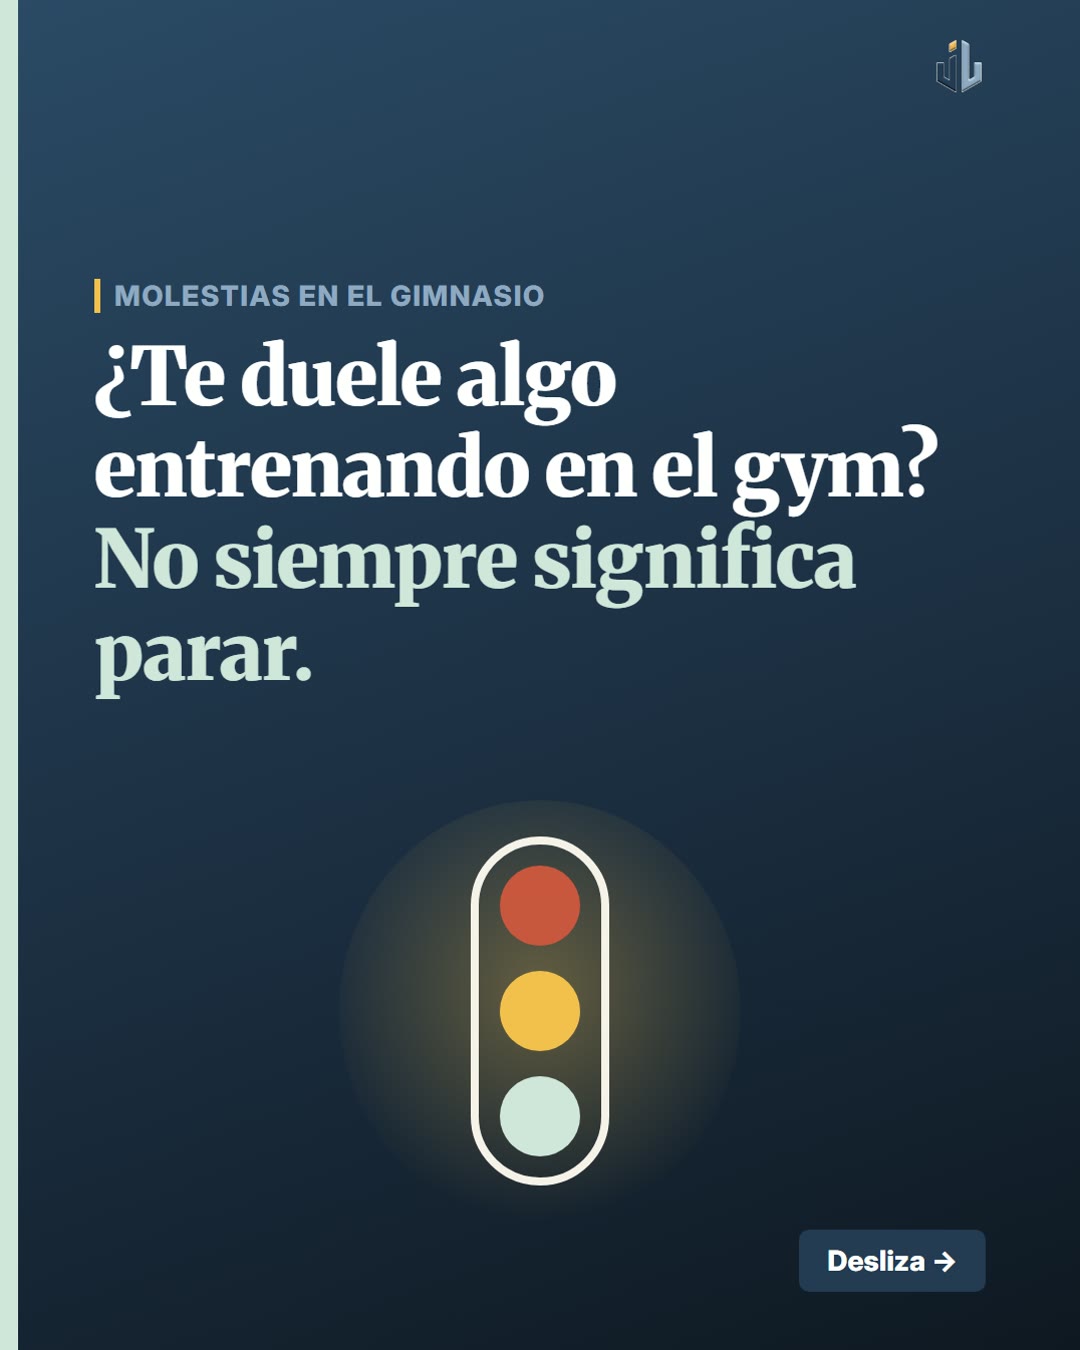 MOLESTIAS EN EL GIMNASIO
¿Te duele algo
entrenando en el gym?
No siempre significa
parar.
Desliza →